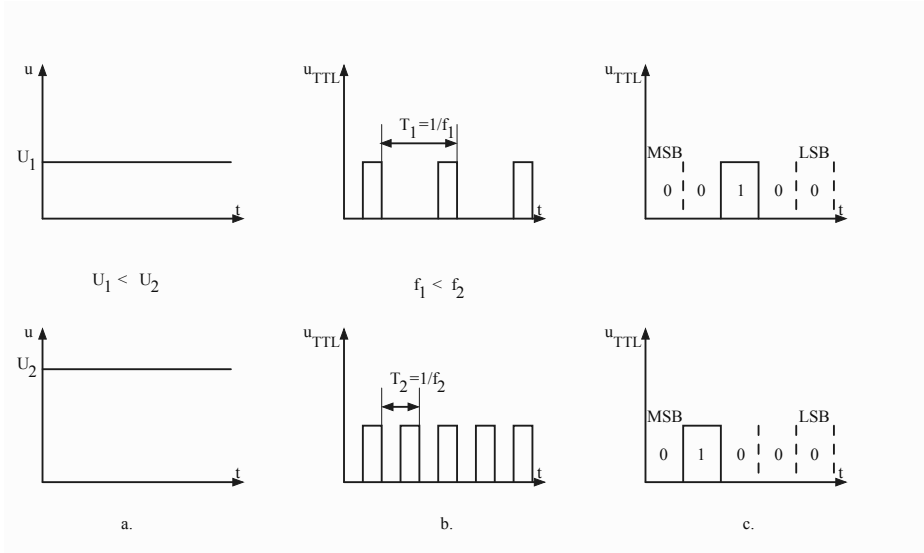 u
U1
t
uTTL
T1=1/f1
t
uTTL
MSB
LSB
0 0 1 0 0
t
U1 < U2
f1 < f2
u
U2
t
uTTL
T2=1/f2
t
uTTL
MSB
LSB
0 1 0 0 0
t
a.
b.
c.